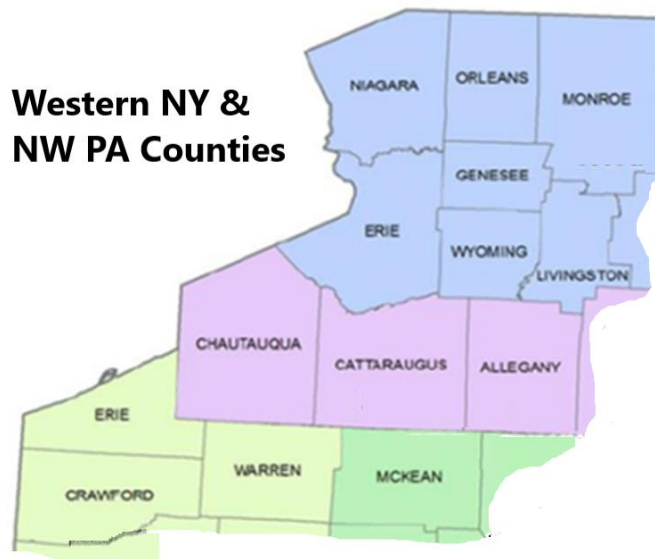 Western NY &
NW PA Counties
NIAGARA
ORLEANS
MONROE
GENESEE
ERIE
WYOMING
LIVINGSTON
CHAUTAUQUA
CATTARAUGUS
ALLEGANY
ERIE
WARREN
MCKEAN
CRAWFORD